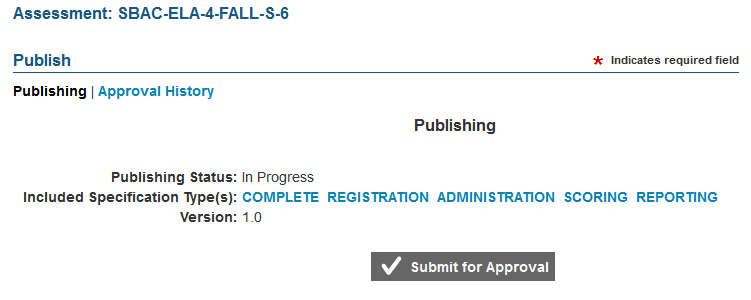 Assessment: SBAC-ELA-4-FALL-S-6
Publish
* Indicates required field
Publishing | Approval History
Publishing
Publishing Status: In Progress
Included Specification Type(s): COMPLETE REGISTRATION ADMINISTRATION SCORING REPORTING
Version: 1.0
Submit for Approval